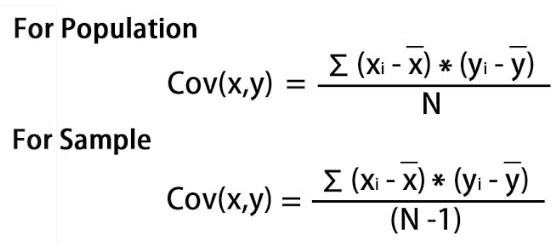 For Population
Cov(x,y) = Σ (xi - x̅) * (yi - y̅) / N
For Sample
Cov(x,y) = Σ (xi - x̅) * (yi - y̅) / (N -1)